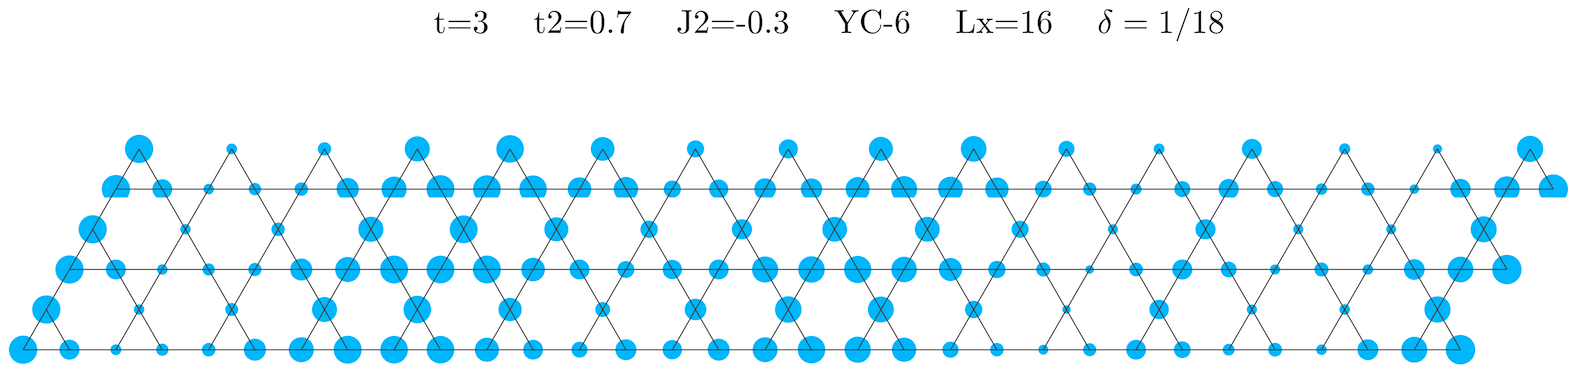 t=3 t2=0.7 J2=-0.3 YC-6 Lx=16 δ = 1/18